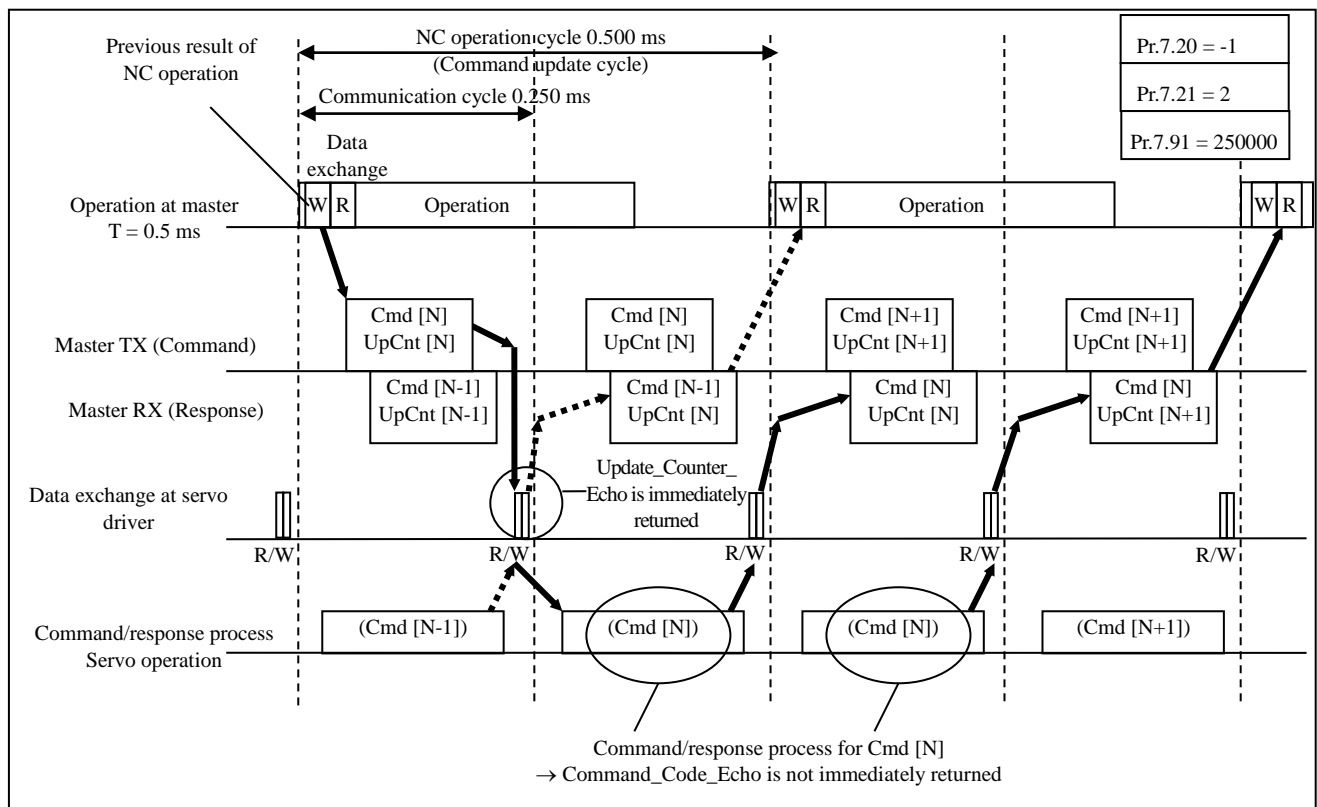 Previous result of
NC operation
NC operation cycle 0.500 ms
(Command update cycle)
Communication cycle 0.250 ms
Pr.7.20 = -1
Pr.7.21 = 2
Pr.7.91 = 250000
Data
exchange
Operation at master
T = 0.5 ms
W R Operation
W R Operation
W R
Master TX (Command)
Cmd [N]
UpCnt [N]
Cmd [N]
UpCnt [N]
Cmd [N+1]
UpCnt [N+1]
Cmd [N+1]
UpCnt [N+1]
Master RX (Response)
Cmd [N-1]
UpCnt [N-1]
Cmd [N-1]
UpCnt [N]
Cmd [N]
UpCnt [N]
Cmd [N]
UpCnt [N+1]
Data exchange at servo
driver
Update_Counter_
Echo is immediately
returned
R/W R/W R/W R/W R/W
Command/response process
Servo operation
(Cmd [N-1]) (Cmd [N]) (Cmd [N]) (Cmd [N+1])
Command/response process for Cmd [N]
→ Command_Code_Echo is not immediately returned